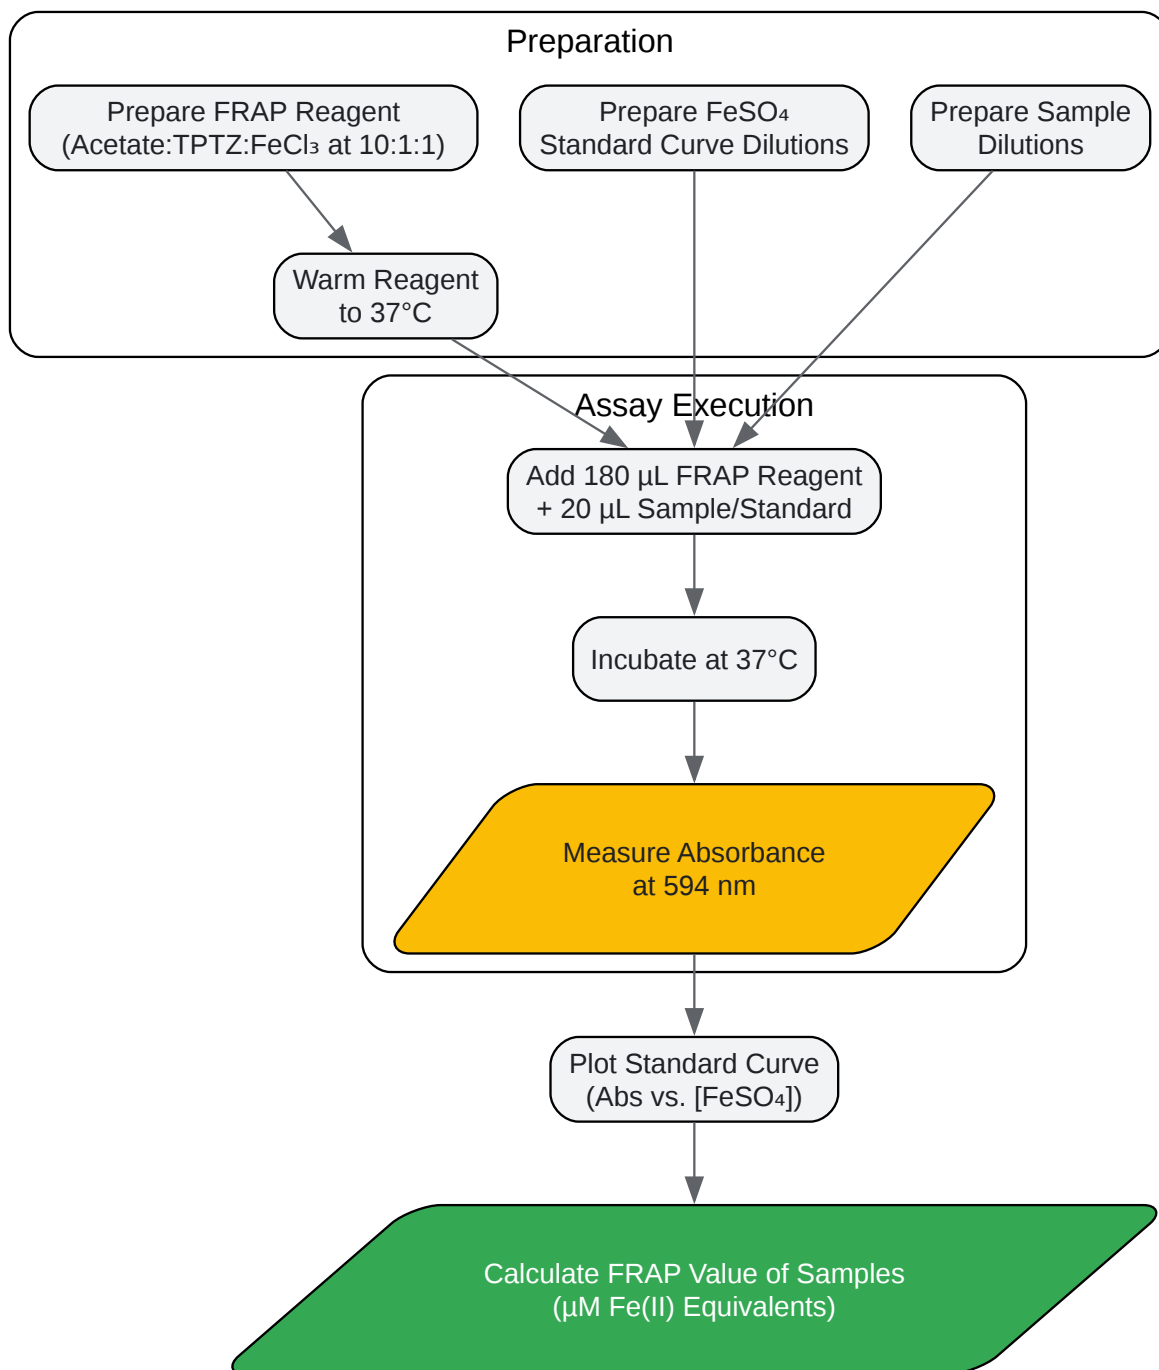 Preparation
Prepare FRAP Reagent
(Acetate:TPTZ:FeCl₃ at 10:1:1)
Prepare FeSO₄
Standard Curve Dilutions
Prepare Sample
Dilutions
Warm Reagent
to 37°C
Assay Execution
Add 180 µL FRAP Reagent
+ 20 µL Sample/Standard
Incubate at 37°C
Measure Absorbance
at 594 nm
Plot Standard Curve
(Abs vs. [FeSO₄])
Calculate FRAP Value of Samples
(µM Fe(II) Equivalents)